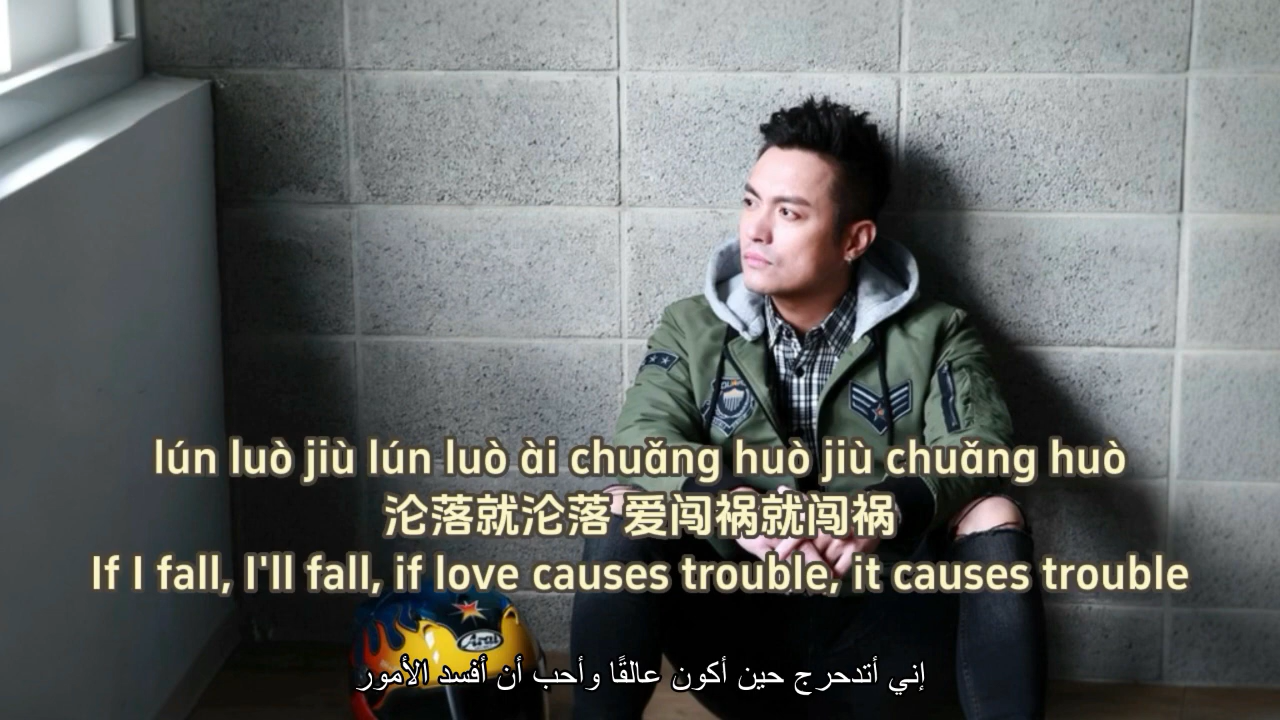 lún luò jiù lún luò ài chuǎng huò jiù chuǎng huò
沦落就沦落 爱闯祸就闯祸
If I fall, I'll fall, if love causes trouble, it causes trouble
Arai
إني أتدحرج حين أكون عالقًا وأحب أن أفسد الأمور